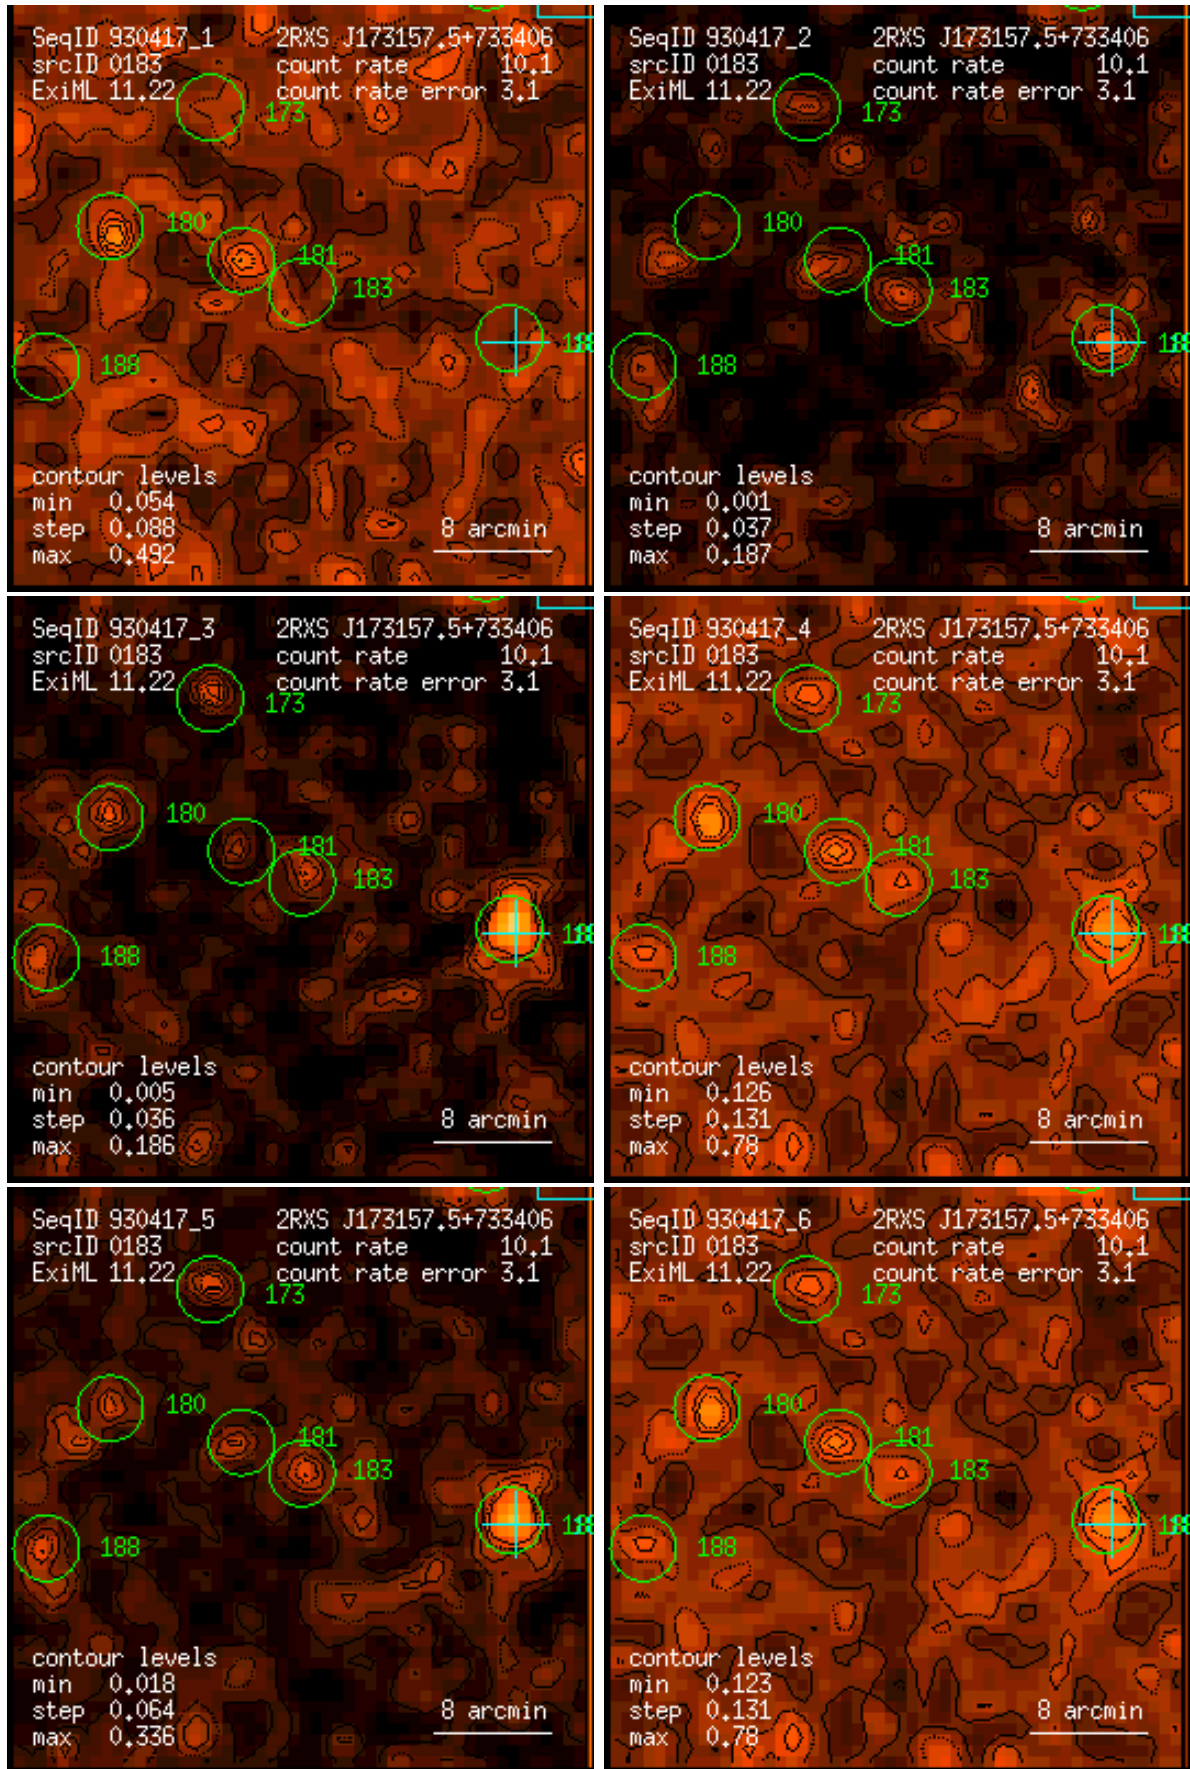 SeqID 930417_1 2RXS J173157.5+733406
srcID 0183 count rate 10.1
ExiML 11.22 count rate error 3.1
173
180
181
183
188
contour levels
min 0.054
step 0.088 8 arcmin
max 0.492
SeqID 930417_2 2RXS J173157.5+733406
srcID 0183 count rate 10.1
ExiML 11.22 count rate error 3.1
173
180
181
183
188
contour levels
min 0.001
step 0.037 8 arcmin
max 0.187
SeqID 930417_3 2RXS J173157.5+733406
srcID 0183 count rate 10.1
ExiML 11.22 count rate error 3.1
173
180
181
183
188
contour levels
min 0.005
step 0.036 8 arcmin
max 0.186
SeqID 930417_4 2RXS J173157.5+733406
srcID 0183 count rate 10.1
ExiML 11.22 count rate error 3.1
173
180
181
183
188
contour levels
min 0.126
step 0.131 8 arcmin
max 0.78
SeqID 930417_5 2RXS J173157.5+733406
srcID 0183 count rate 10.1
ExiML 11.22 count rate error 3.1
173
180
181
183
188
contour levels
min 0.018
step 0.064 8 arcmin
max 0.336
SeqID 930417_6 2RXS J173157.5+733406
srcID 0183 count rate 10.1
ExiML 11.22 count rate error 3.1
173
180
181
183
188
contour levels
min 0.123
step 0.131 8 arcmin
max 0.78